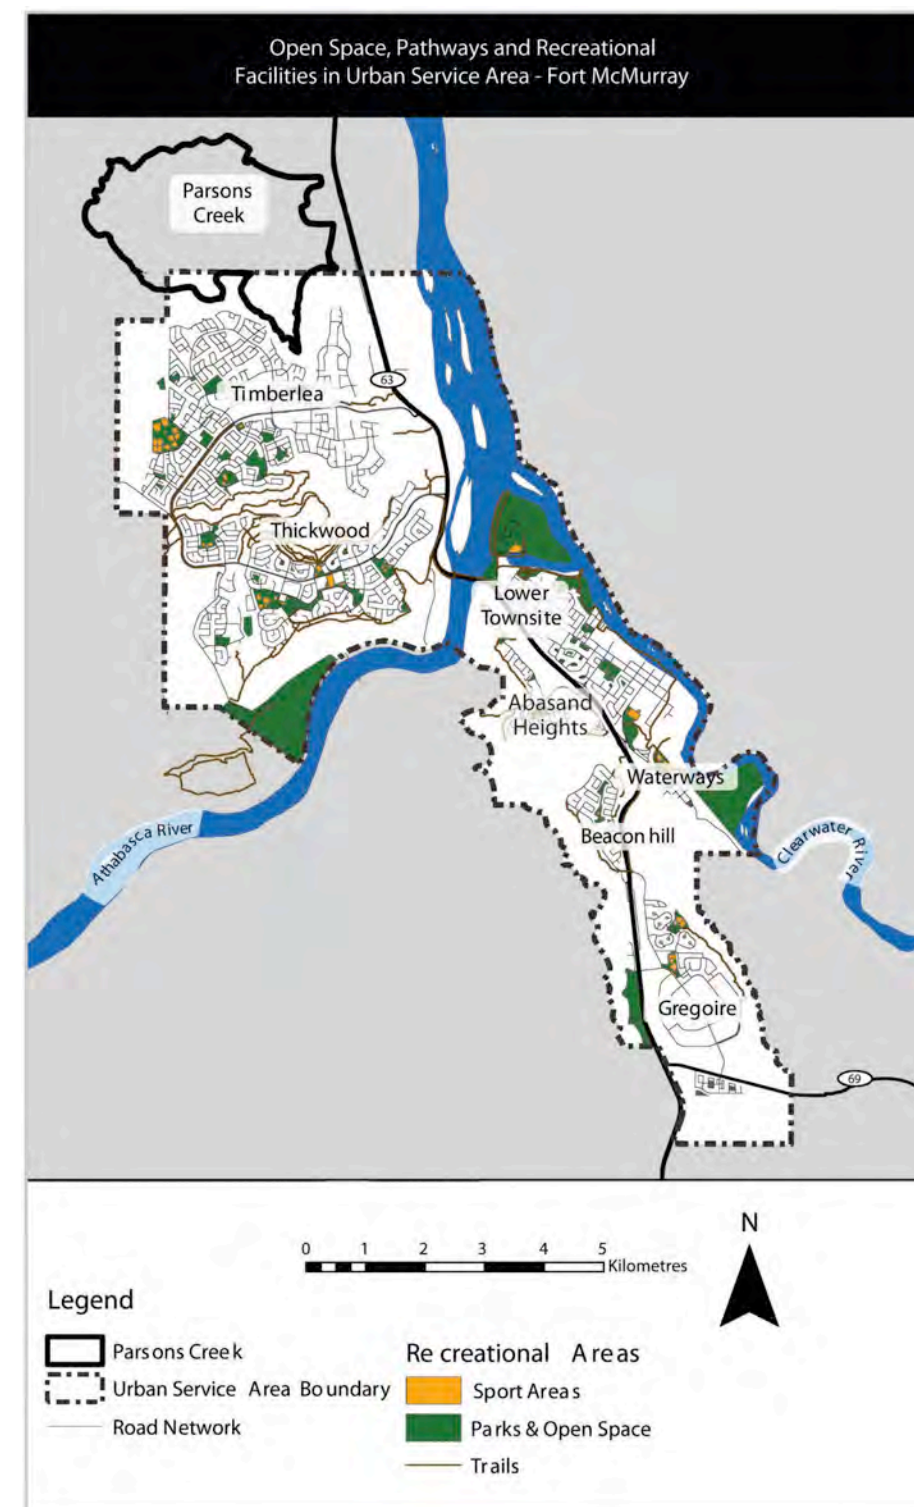 Open Space, Pathways and Recreational
Facilities in Urban Service Area - Fort McMurray
Parsons
Creek
63
Timberlea
Thickwood
Lower
Townsite
Abasand
Heights
Waterways
Beacon hill
Athabasca River
Clearwater River
Gregoire
69
N
0 1 2 3 4 5
Kilometres
Legend
Parsons Creek
Urban Service Area Boundary
Road Network
Recreational Areas
Sport Areas
Parks & Open Space
Trails